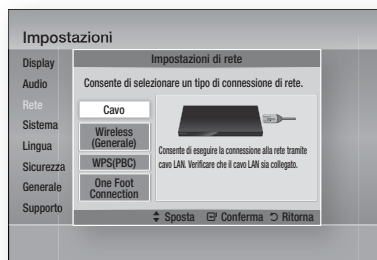 Impostazioni
Display
Audio
Rete
Sistema
Lingua
Sicurezza
Generale
Supporto
Impostazioni di rete
Consente di selezionare un tipo di connessione di rete.
Cavo
Wireless
(Generale)
WPS(PBC)
One Foot
Connection
Consente di eseguire la connessione alla rete tramite
cavo LAN. Verificare che il cavo LAN sia collegato.
Sposta Conferma Ritorna